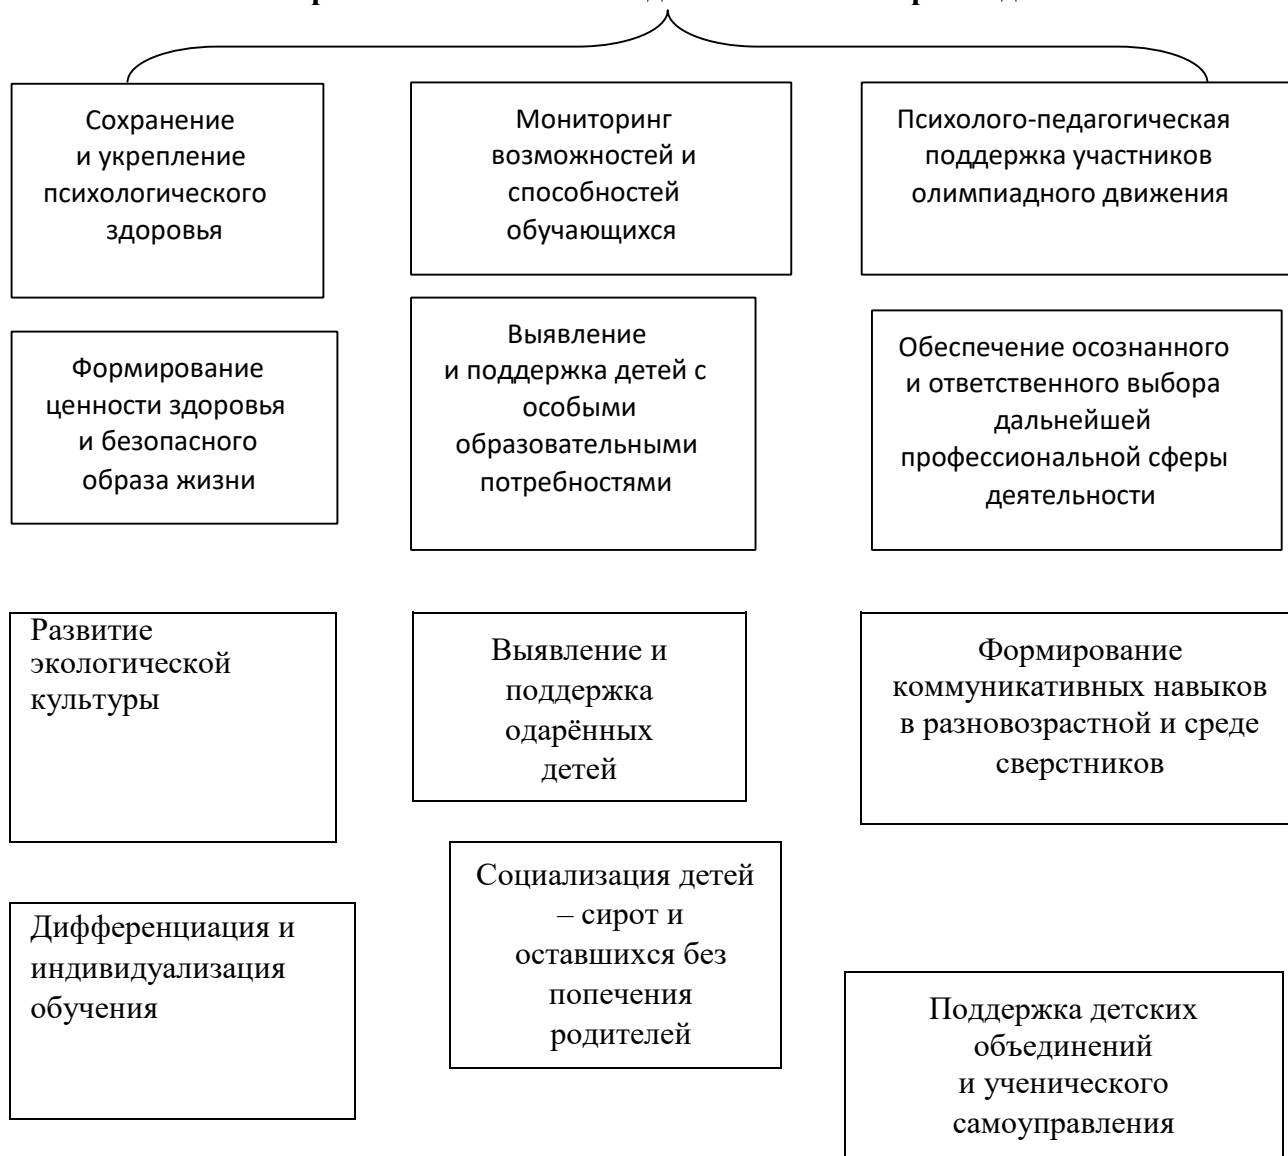 Сохранение
и укрепление
психологического
здоровья
Мониторинг
возможностей и
способностей
обучающихся
Психолого-педагогическая
поддержка участников
олимпиадного движения
Формирование
ценности здоровья
и безопасного
образа жизни
Выявление
и поддержка детей с
особыми
образовательными
потребностями
Обеспечение осознанного
и ответственного выбора
дальнейшей
профессиональной сферы
деятельности
Развитие
экологической
культуры
Выявление и
поддержка
одарённых
детей
Формирование
коммуникативных навыков
в разновозрастной и среде
сверстников
Дифференциация и
индивидуализация
обучения
Социализация детей
– сирот и
оставшихся без
попечения
родителей
Поддержка детских
объединений
и ученического
самоуправления